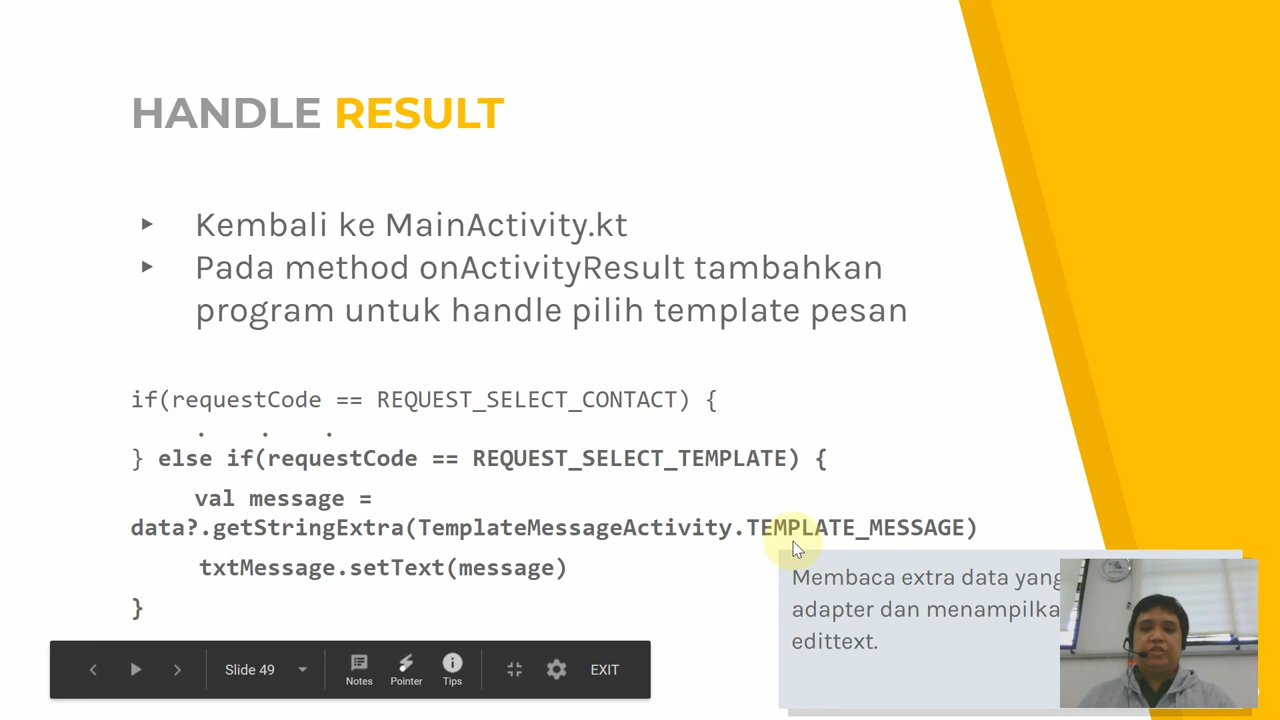 HANDLE RESULT
Kembali ke MainActivity.kt
Pada method onActivityResult tambahkan
program untuk handle pilih template pesan
if(requestCode == REQUEST_SELECT_CONTACT) {
. . .
} else if(requestCode == REQUEST_SELECT_TEMPLATE) {
val message =
data?.getStringExtra(TemplateMessageActivity.TEMPLATE_MESSAGE)
txtMessage.setText(message)
}
Membaca extra data yang
adapter dan menampilka
edittext.
Slide 49
Notes
Pointer
Tips
EXIT